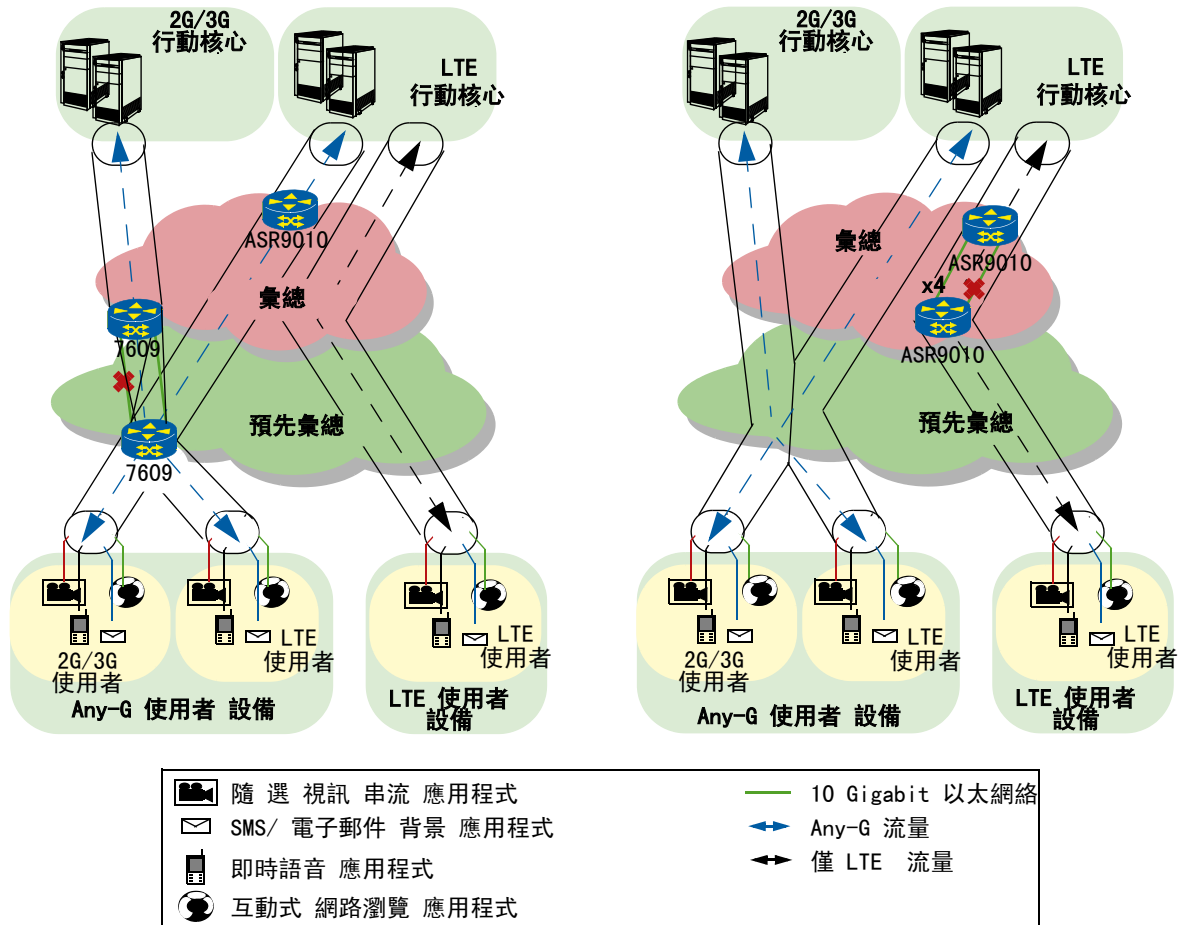 2G/3G
行動核心
LTE
行動核心
ASR9010
彙總
7609
預先彙總
7609
2G/3G
使用者
LTE
使用者
Any-G 使用者 設備
LTE
使用者
LTE 使用者
設備
2G/3G
行動核心
LTE
行動核心
彙總
ASR9010
x4
ASR9010
預先彙總
2G/3G
使用者
LTE
使用者
Any-G 使用者 設備
LTE
使用者
LTE 使用者
設備
隨 選 視訊 串流 應用程式
SMS/ 電子郵件 背景 應用程式
即時語音 應用程式
互動式 網路瀏覽 應用程式
10 Gigabit 以太網絡
Any-G 流量
僅 LTE 流量